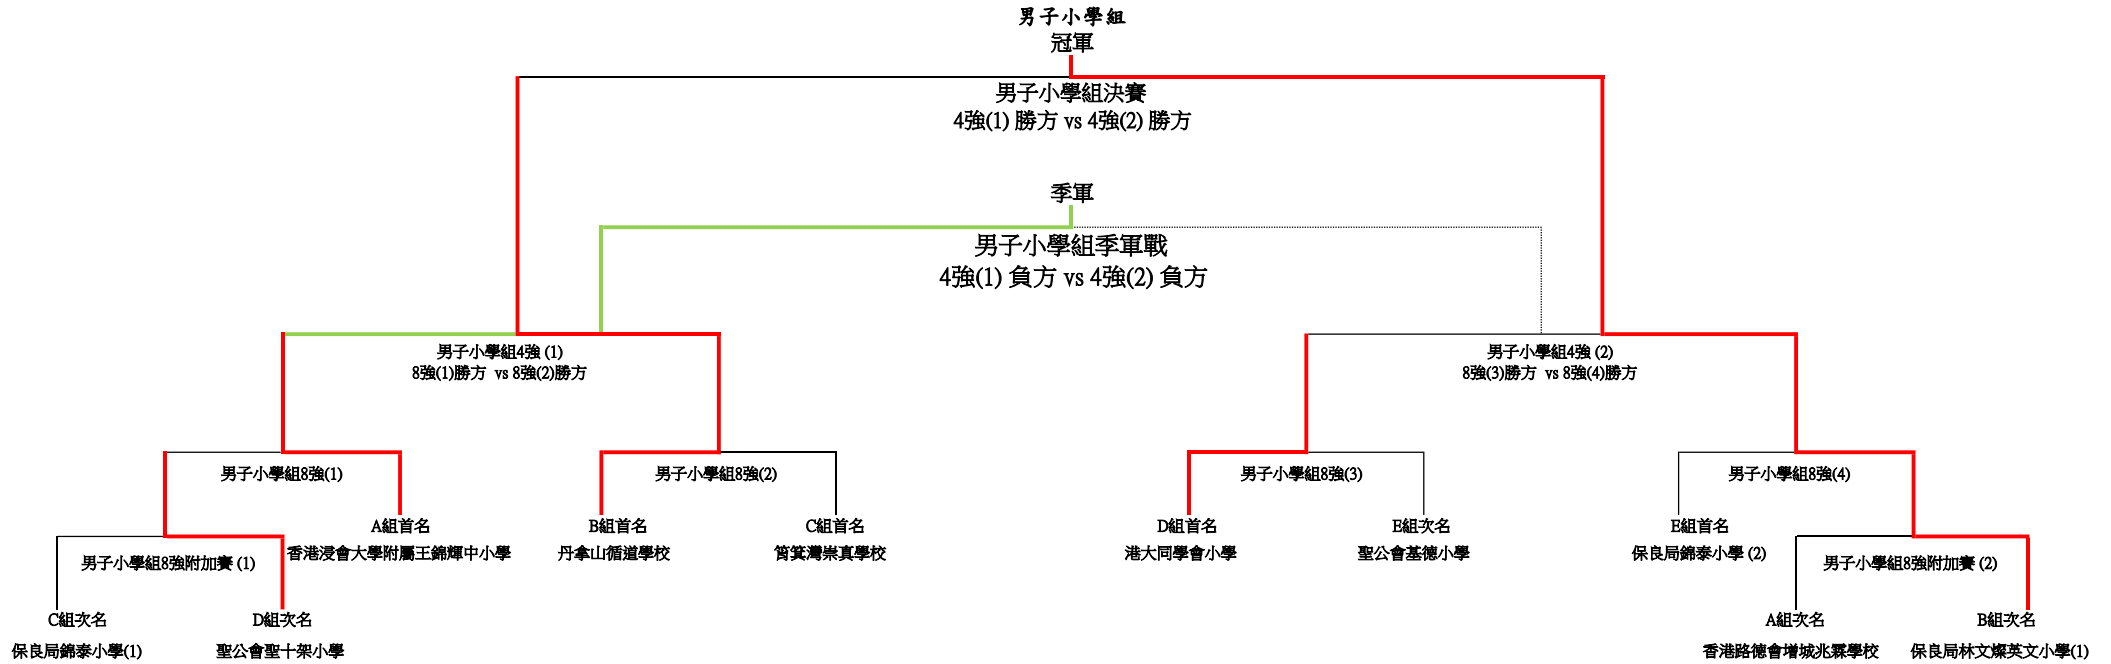 男子小學組
冠軍
男子小學組決賽
4強(1) 勝方 vs 4強(2) 勝方
季軍
男子小學組季軍戰
4強(1) 負方 vs 4強(2) 負方
男子小學組4強 (1)
8強(1)勝方 vs 8強(2)勝方
男子小學組4強 (2)
8強(3)勝方 vs 8強(4)勝方
男子小學組8強(1)
男子小學組8強(2)
男子小學組8強(3)
男子小學組8強(4)
A組首名
香港浸會大學附屬王錦輝中小學
B組首名
丹拿山循道學校
C組首名
筲箕灣崇真學校
D組首名
港大同學會小學
E組次名
聖公會基德小學
E組首名
保良局錦泰小學 (2)
男子小學組8強附加賽 (1)
男子小學組8強附加賽 (2)
C組次名
保良局錦泰小學(1)
D組次名
聖公會聖十架小學
A組次名
香港路德會增城兆霖學校
B組次名
保良局林文燦英文小學(1)